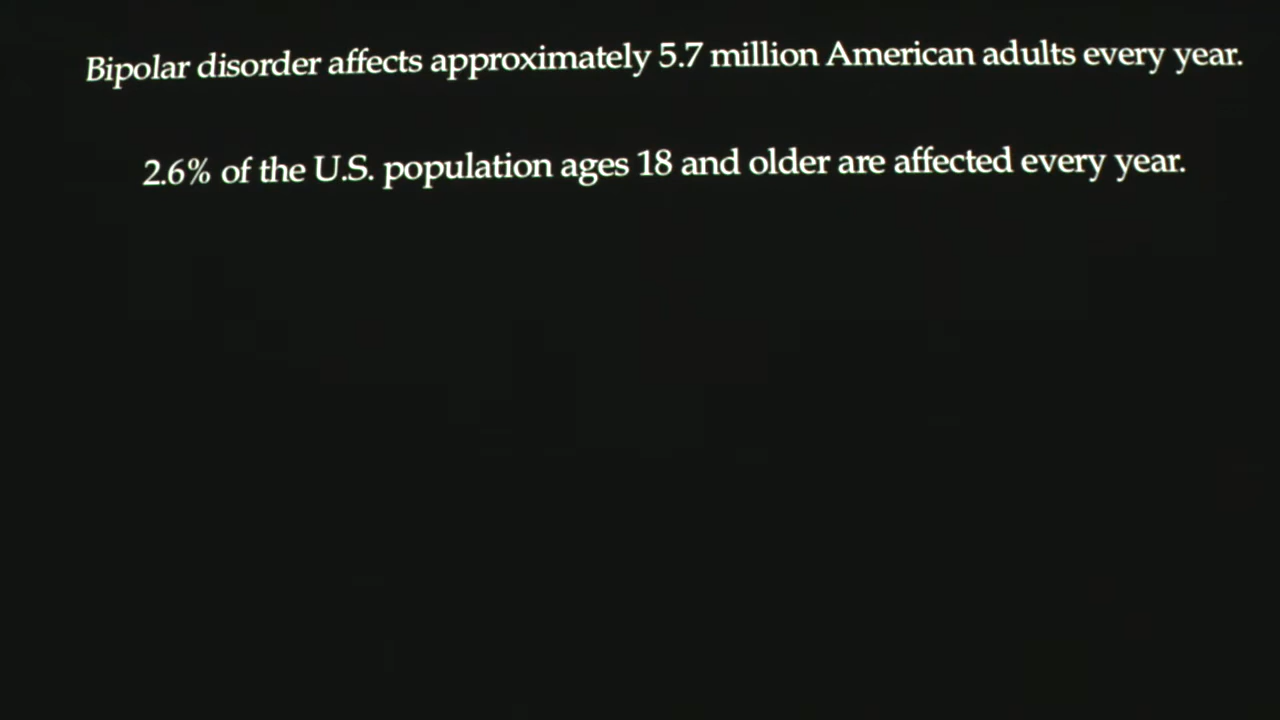 Bipolar disorder affects approximately 5.7 million American adults every year.
2.6% of the U.S. population ages 18 and older are affected every year.